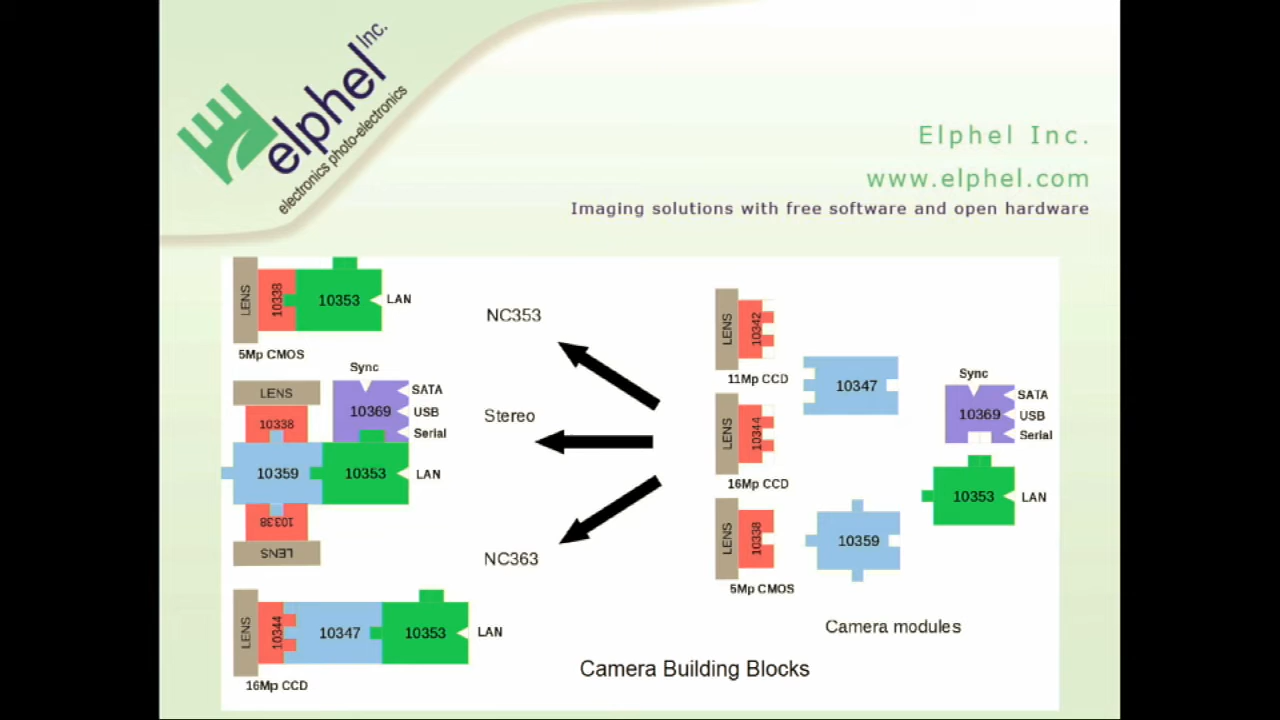 elphel Inc.
electronics photo-electronics
Elphel Inc.
www.elphel.com
Imaging solutions with free software and open hardware
LENS
10338
10353
LAN
5Mp CMOS
LENS
10338
Sync
10369
SATA
USB
Serial
10359
10353
LAN
10338
LENS
LENS
10344
10347
10353
LAN
16Mp CCD
NC353
Stereo
NC363
LENS
10342
11Mp CCD
LENS
10344
16Mp CCD
LENS
10338
5Mp CMOS
10347
10359
Sync
10369
SATA
USB
Serial
10353
LAN
Camera modules
Camera Building Blocks